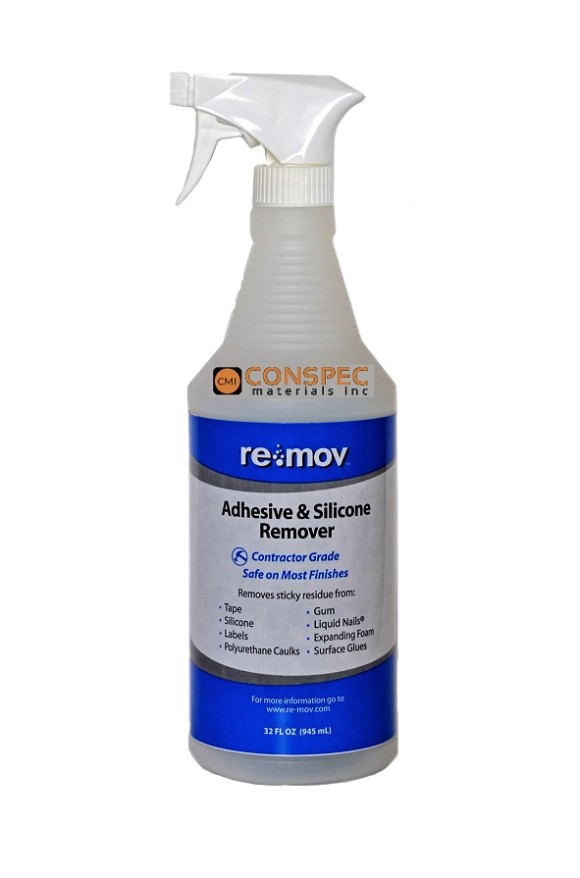 CMI CONSPEC
materials inc
re-mov™
Adhesive & Silicone
Remover
Contractor Grade
Safe on Most Finishes
Removes sticky residue from:
· Tape
· Silicone
· Labels
· Polyurethane Caulks
· Gum
· Liquid Nails®
· Expanding Foam
· Surface Glues
For more information go to
www.re-mov.com
32 FL OZ (945 mL)